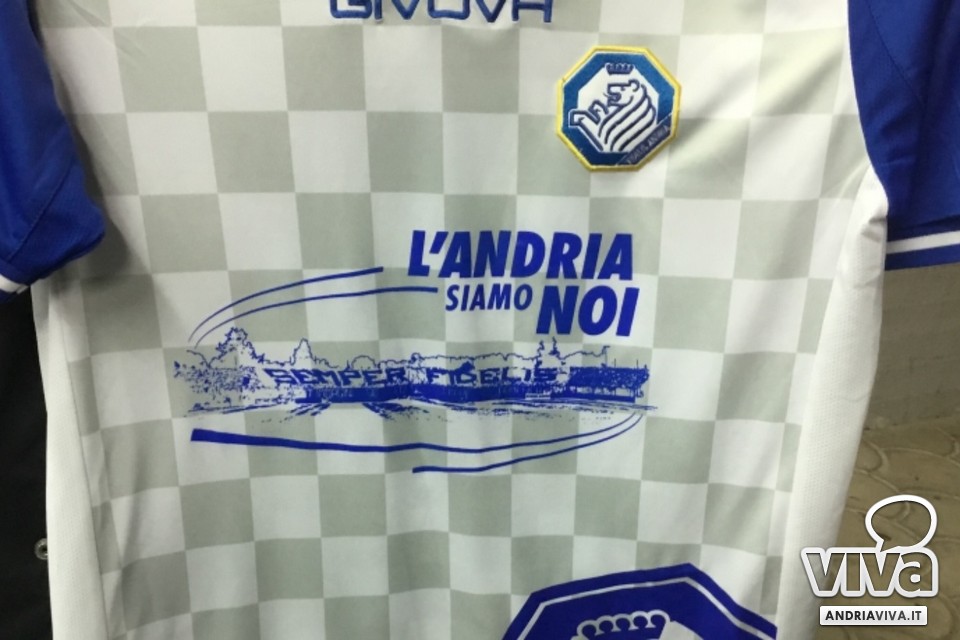 GIVOVA
L'ANDRIA
SIAMO NOI
SEMPER FIDELIS
viva
ANDRIAVIVA.IT